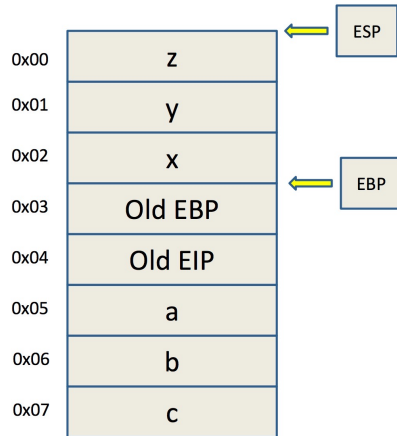 ESP
0x00 z
0x01 y
0x02 x
EBP
0x03 Old EBP
0x04 Old EIP
0x05 a
0x06 b
0x07 c